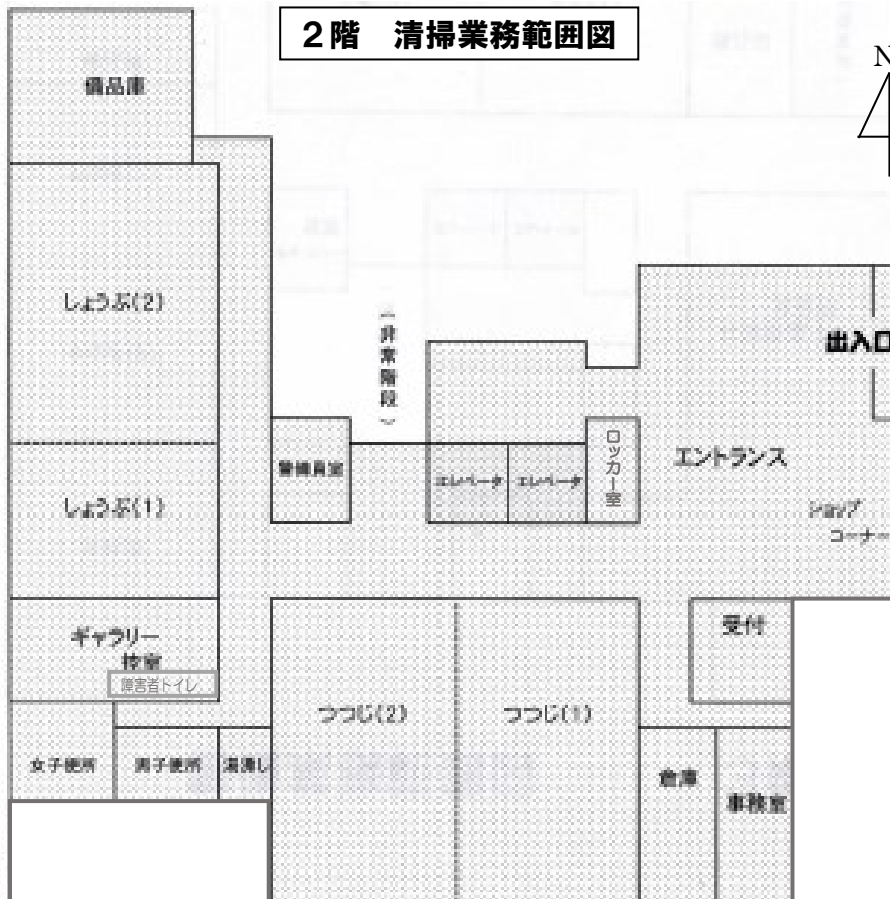 2階　清掃業務範囲図
N
備品庫
しょうぶ(2)
(非常階段)
出入口
警備員室
エレベータ
エレベータ
ロッカー室
エントランス
しょうぶ(1)
ショップ
コーナー
ギャラリー
控室
障害者トイレ
受付
つつじ(2)
つつじ(1)
女子便所
男子便所
湯沸し
倉庫
事務室